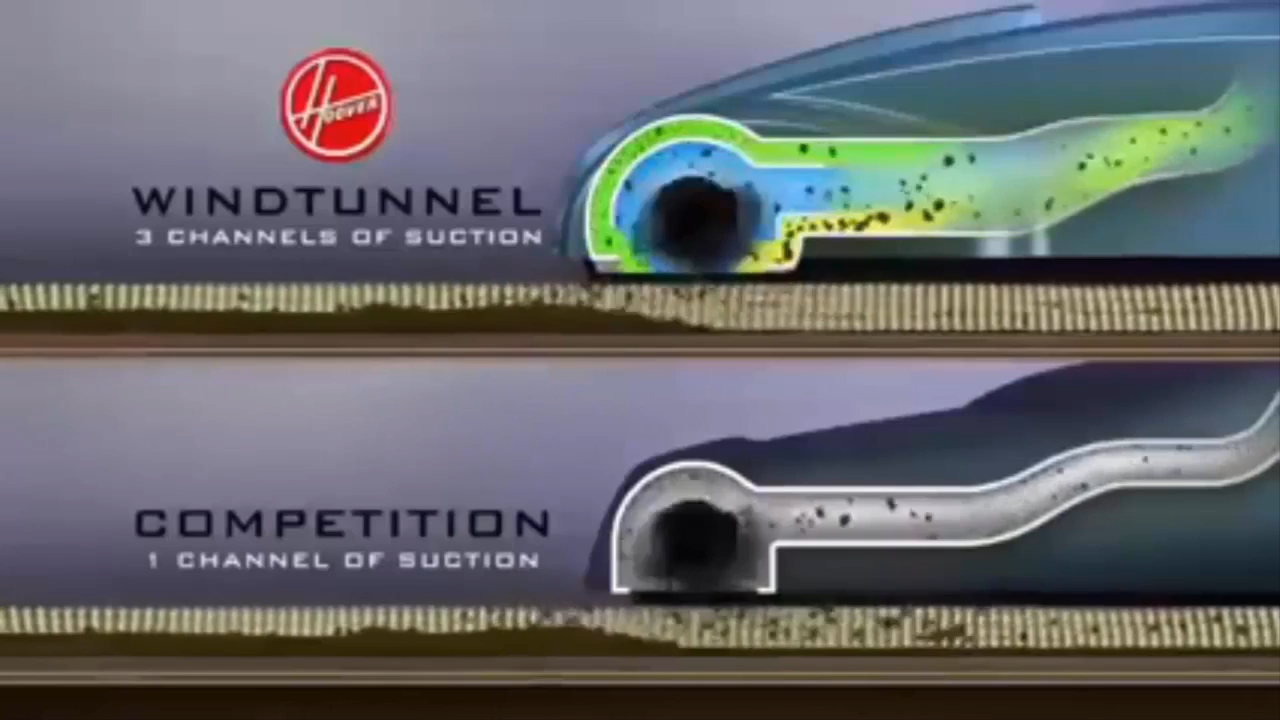 HOOVER
WINDTUNNEL
3 CHANNELS OF SUCTION
COMPETITION
1 CHANNEL OF SUCTION